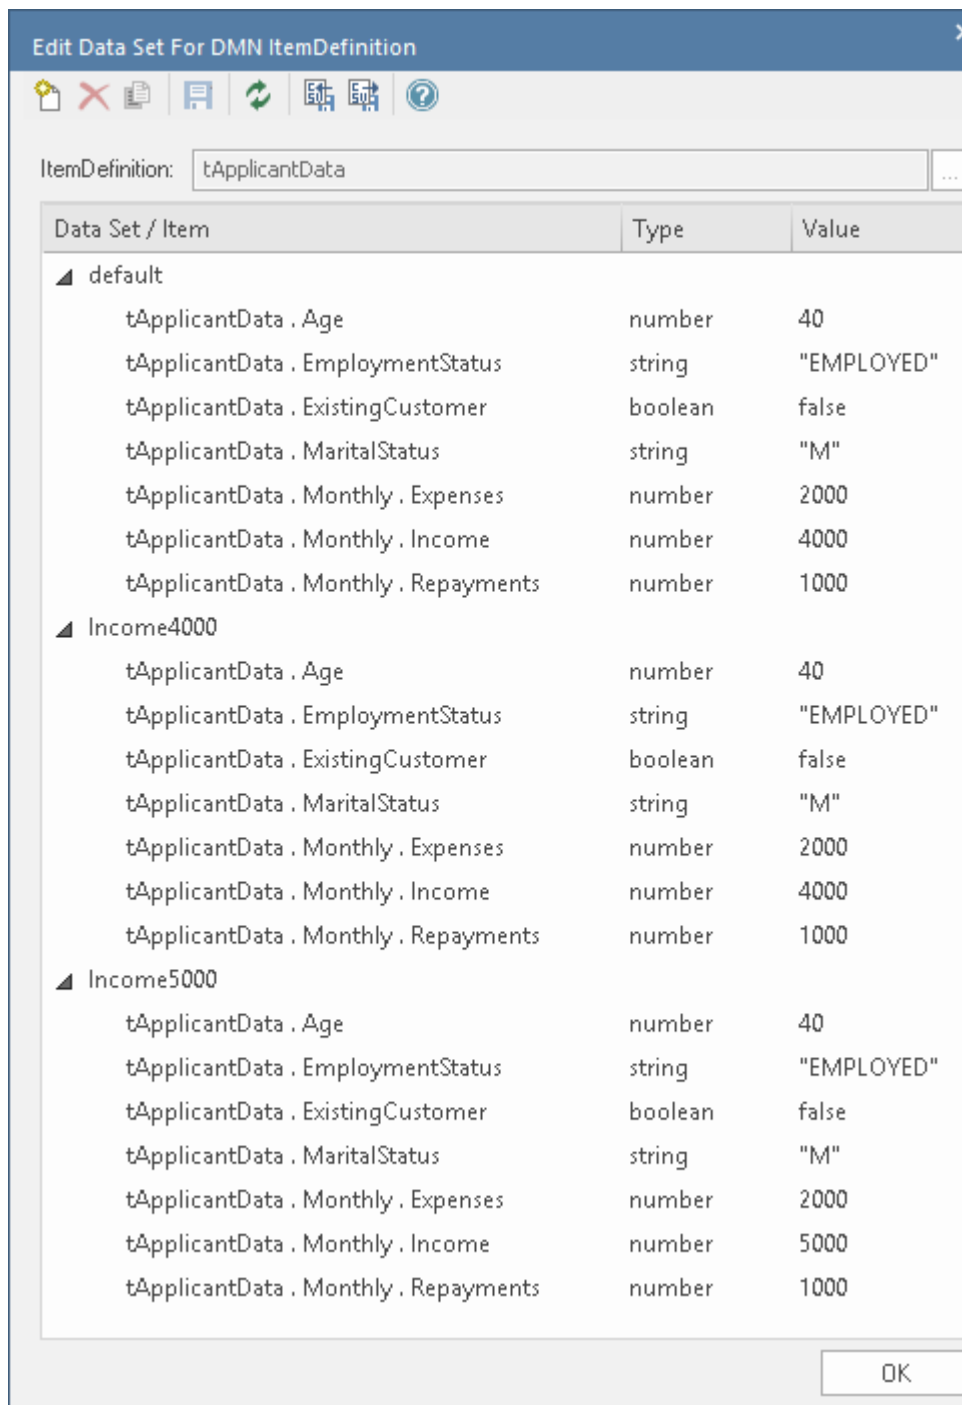 Edit Data Set For DMN ItemDefinition
ItemDefinition: tApplicantData ...
Data Set / Item Type Value
default
tApplicantData . Age number 40
tApplicantData . EmploymentStatus string "EMPLOYED"
tApplicantData . ExistingCustomer boolean false
tApplicantData . MaritalStatus string "M"
tApplicantData . Monthly . Expenses number 2000
tApplicantData . Monthly . Income number 4000
tApplicantData . Monthly . Repayments number 1000
Income4000
tApplicantData . Age number 40
tApplicantData . EmploymentStatus string "EMPLOYED"
tApplicantData . ExistingCustomer boolean false
tApplicantData . MaritalStatus string "M"
tApplicantData . Monthly . Expenses number 2000
tApplicantData . Monthly . Income number 4000
tApplicantData . Monthly . Repayments number 1000
Income5000
tApplicantData . Age number 40
tApplicantData . EmploymentStatus string "EMPLOYED"
tApplicantData . ExistingCustomer boolean false
tApplicantData . MaritalStatus string "M"
tApplicantData . Monthly . Expenses number 2000
tApplicantData . Monthly . Income number 5000
tApplicantData . Monthly . Repayments number 1000
OK